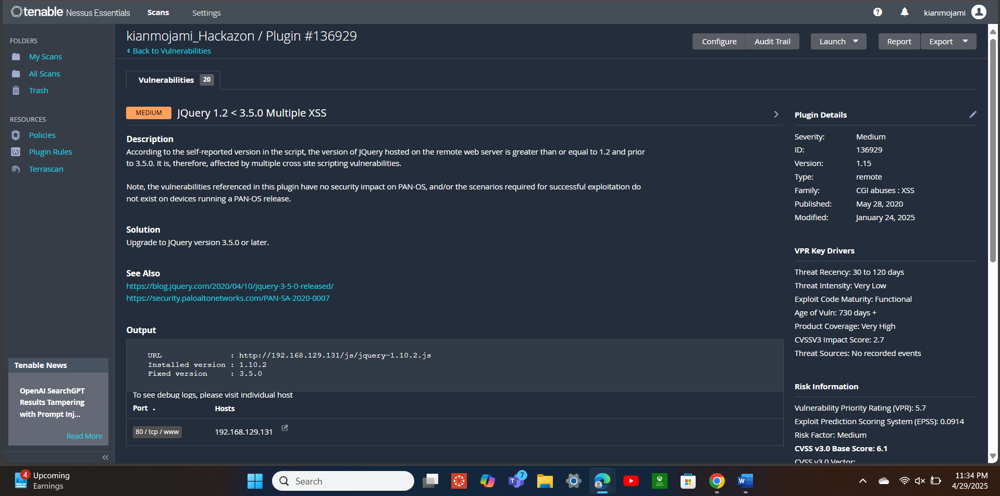 tenable Nessus Essentials
Scans
Settings
?
kianmojami
FOLDERS
My Scans
All Scans
Trash
RESOURCES
Policies
Plugin Rules
Terrascan
Tenable News
OpenAI SearchGPT
Results Tampering
with Prompt Inj...
Read More
kianmojami_Hackazon / Plugin #136929
Back to Vulnerabilities
Configure
Audit Trail
Launch
Report
Export
Vulnerabilities 20
MEDIUM JQuery 1.2 < 3.5.0 Multiple XSS
Description
According to the self-reported version in the script, the version of JQuery hosted on the remote web server is greater than or equal to 1.2 and prior
to 3.5.0. It is, therefore, affected by multiple cross site scripting vulnerabilities.
Note, the vulnerabilities referenced in this plugin have no security impact on PAN-OS, and/or the scenarios required for successful exploitation do
not exist on devices running a PAN-OS release.
Solution
Upgrade to JQuery version 3.5.0 or later.
See Also
https://blog.jquery.com/2020/04/10/jquery-3-5-0-released/
https://security.paloaltonetworks.com/PAN-SA-2020-0007
Output
URL : http://192.168.129.131/js/jquery-1.10.2.js
Installed version : 1.10.2
Fixed version : 3.5.0
To see debug logs, please visit individual host
Port Hosts
80 / tcp / www 192.168.129.131
Plugin Details
Severity: Medium
ID: 136929
Version: 1.15
Type: remote
Family: CGI abuses : XSS
Published: May 28, 2020
Modified: January 24, 2025
VPR Key Drivers
Threat Recency: 30 to 120 days
Threat Intensity: Very Low
Exploit Code Maturity: Functional
Age of Vuln: 730 days +
Product Coverage: Very High
CVSSV3 Impact Score: 2.7
Threat Sources: No recorded events
Risk Information
Vulnerability Priority Rating (VPR): 5.7
Exploit Prediction Scoring System (EPSS): 0.0914
Risk Factor: Medium
CVSS v3.0 Base Score: 6.1
CVSS v3.0 Vector:
4
Upcoming
Earnings
Search
7
11:34 PM
4/29/2025